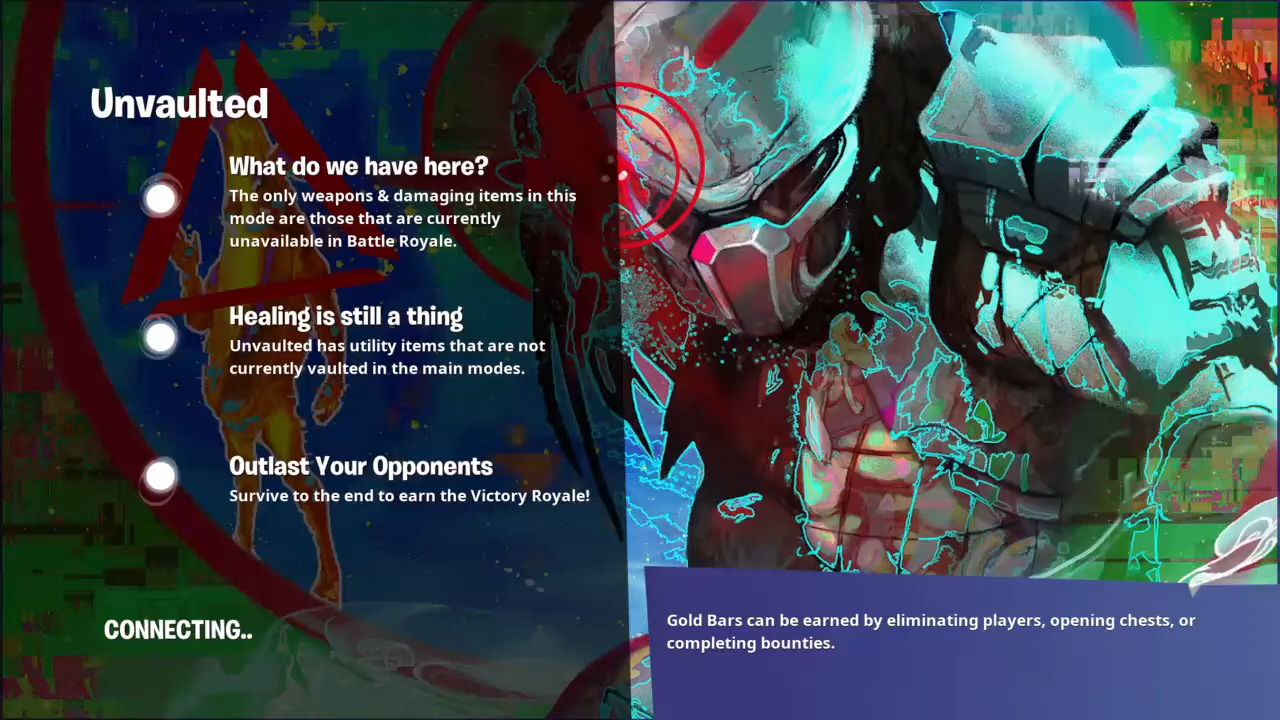 Unvaulted
What do we have here?
The only weapons & damaging items in this
mode are those that are currently
unavailable in Battle Royale.
Healing is still a thing
Unvaulted has utility items that are not
currently vaulted in the main modes.
Outlast Your Opponents
Survive to the end to earn the Victory Royale!
CONNECTING..
Gold Bars can be earned by eliminating players, opening chests, or
completing bounties.